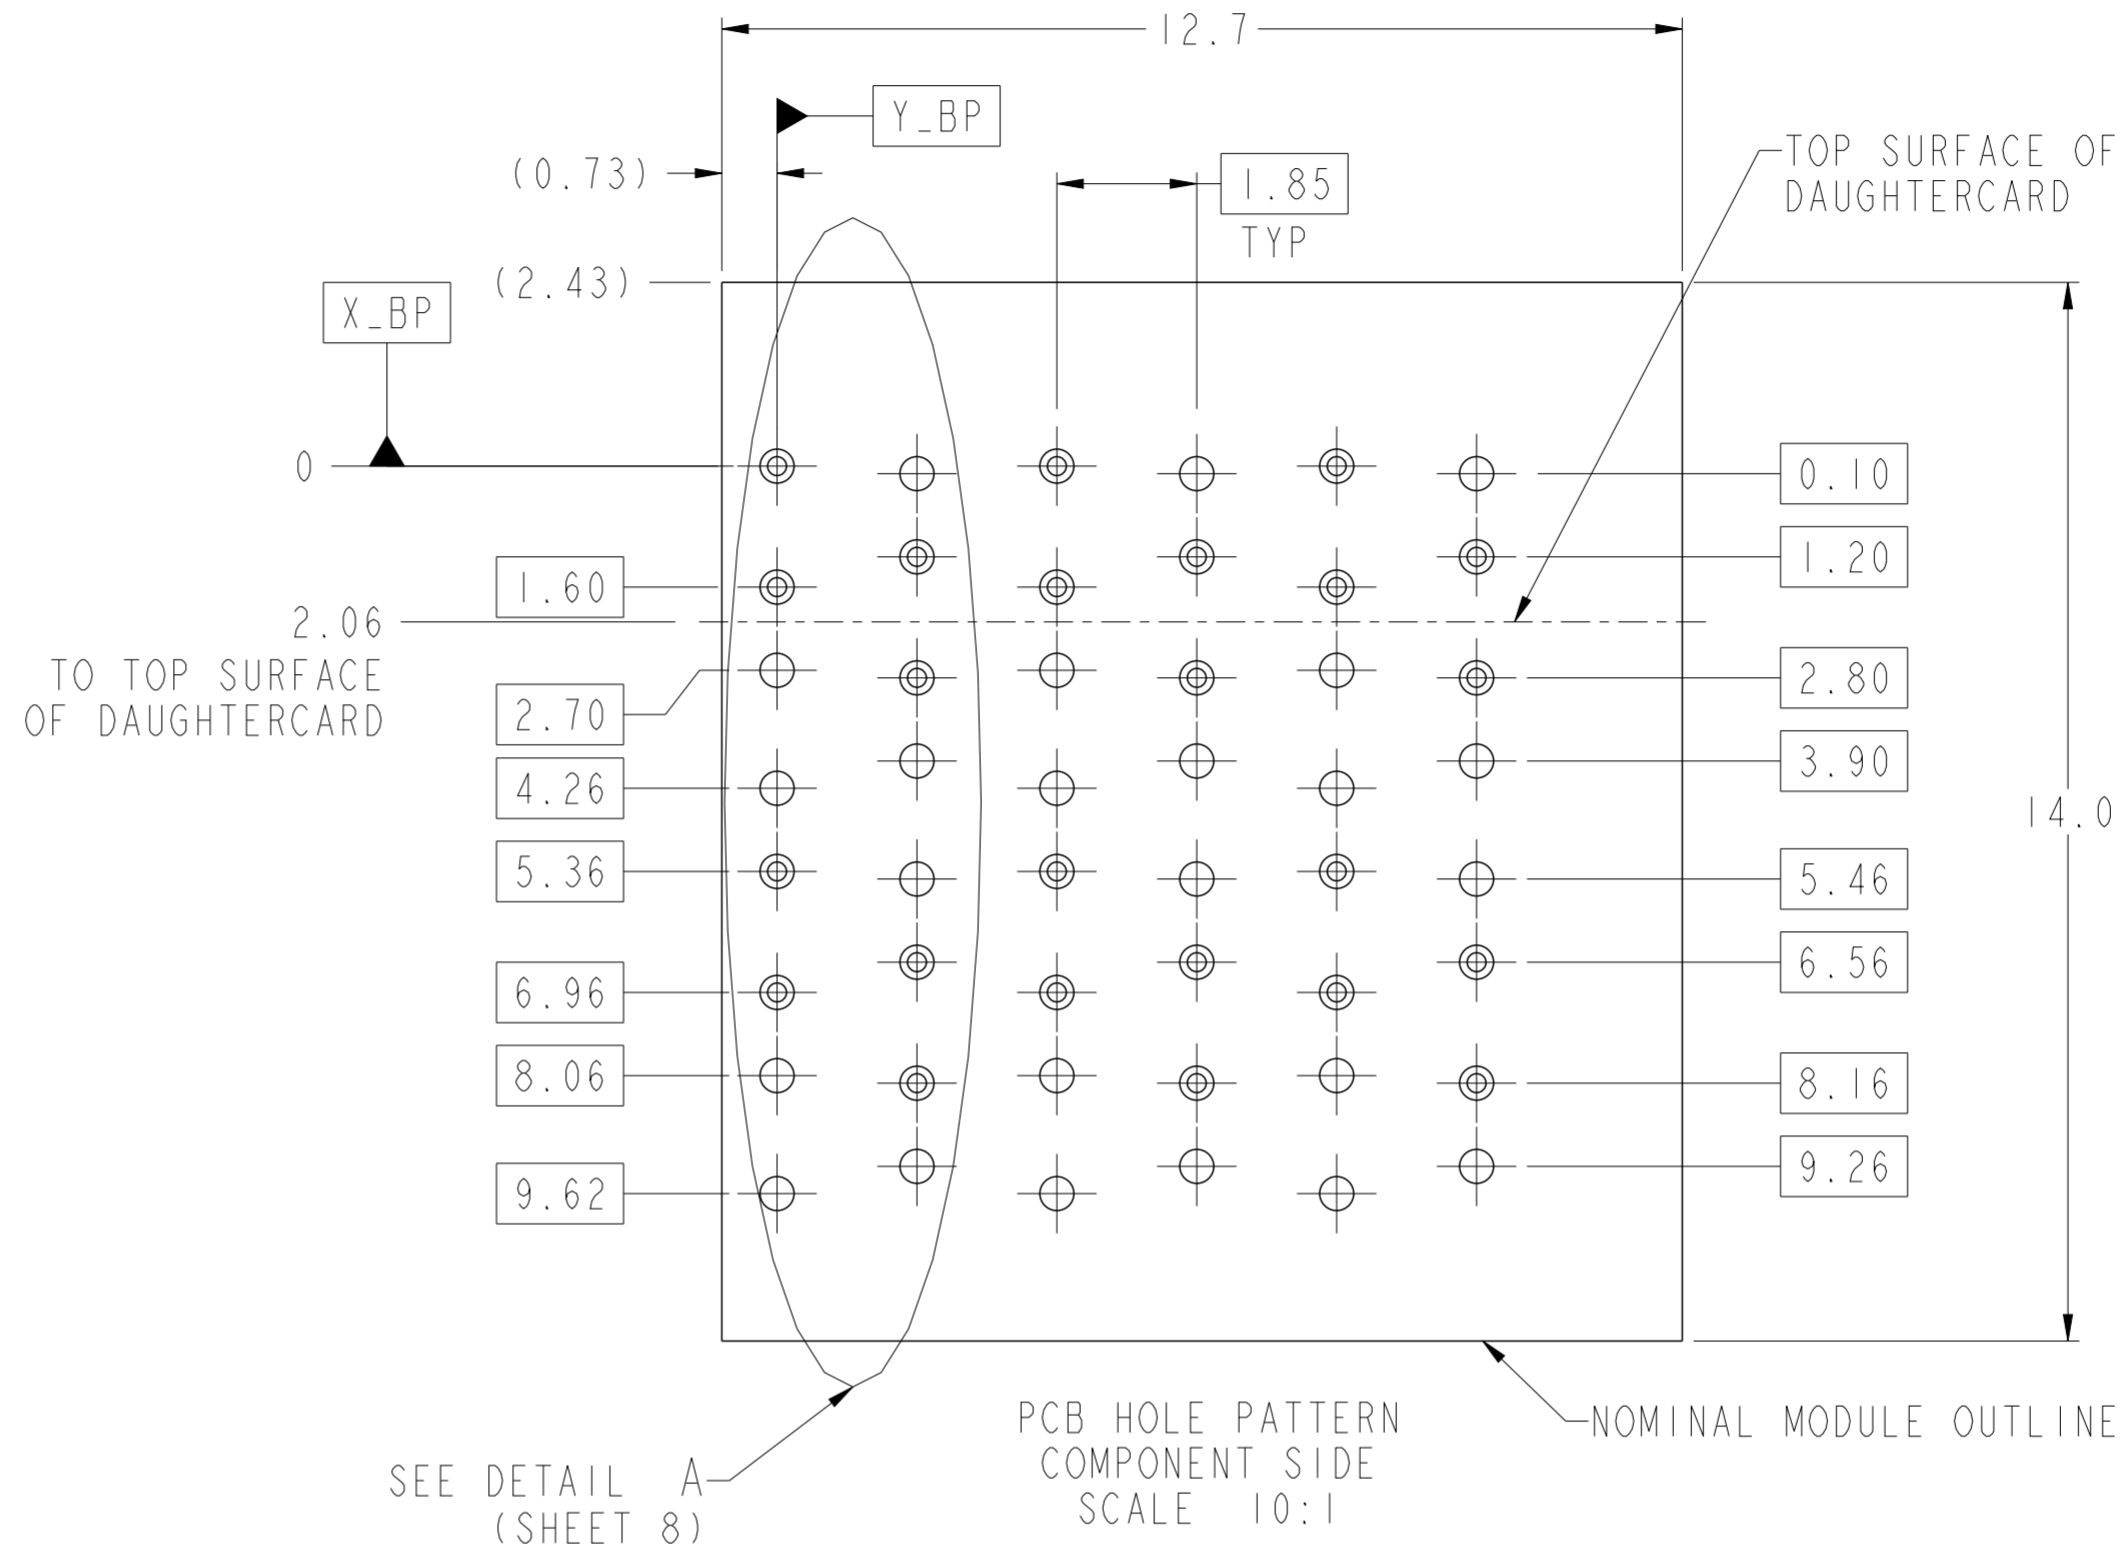 12.7
Y_BP
(0.73)
1.85
TYP
TOP SURFACE OF
DAUGHTERCARD
(2.43)
X_BP
0
0.10
1.20
1.60
2.06
TO TOP SURFACE
OF DAUGHTERCARD
2.80
2.70
3.90
4.26
14.0
5.36
5.46
6.56
6.96
8.06
8.16
9.26
9.62
PCB HOLE PATTERN
COMPONENT SIDE
SCALE 10:1
NOMINAL MODULE OUTLINE
SEE DETAIL A
(SHEET 8)